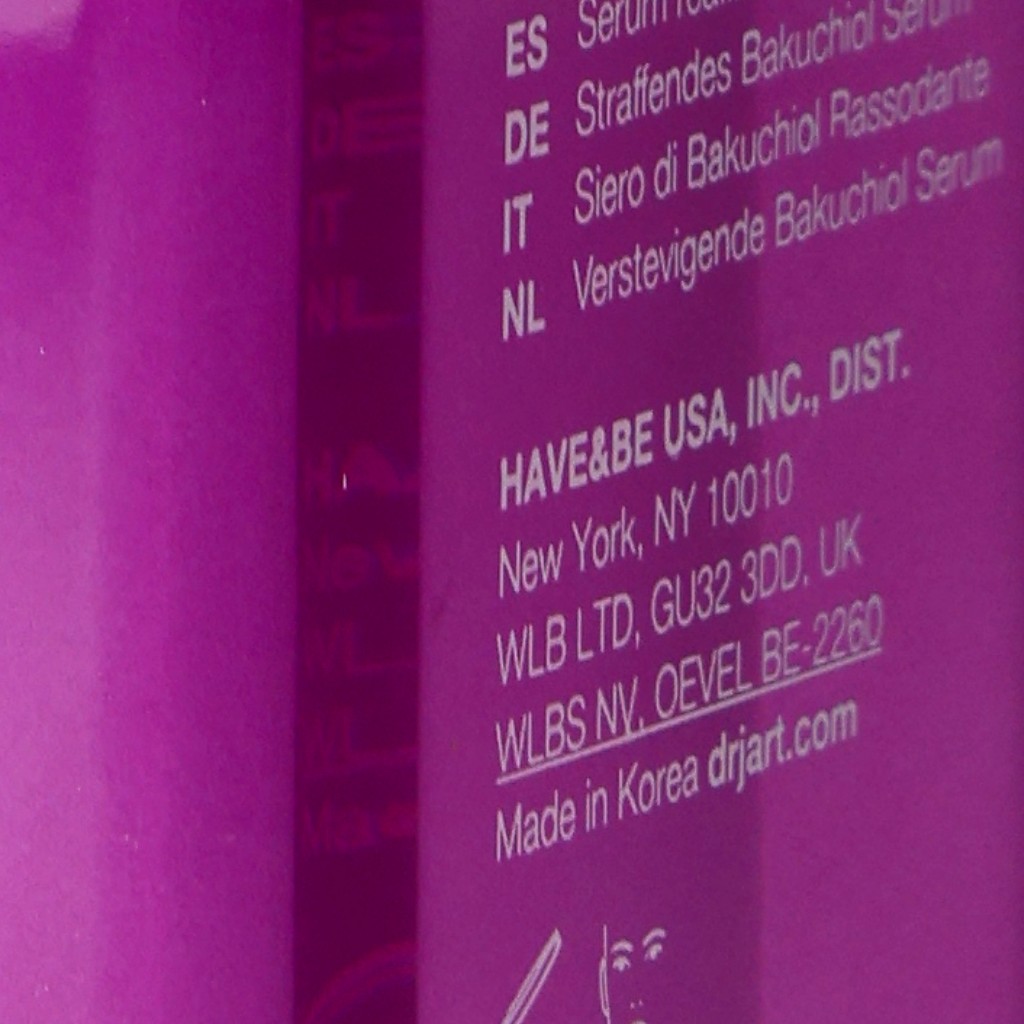 ES Serum
DE Straffendes Bakuchiol Serum
IT Siero di Bakuchiol Rassodante
NL Verstevigende Bakuchiol Serum
HAVE&BE USA, INC., DIST.
New York, NY 10010
WLB LTD, GU32 3DD, UK
WLBS NV, OEVEL BE-2260
Made in Korea drjart.com